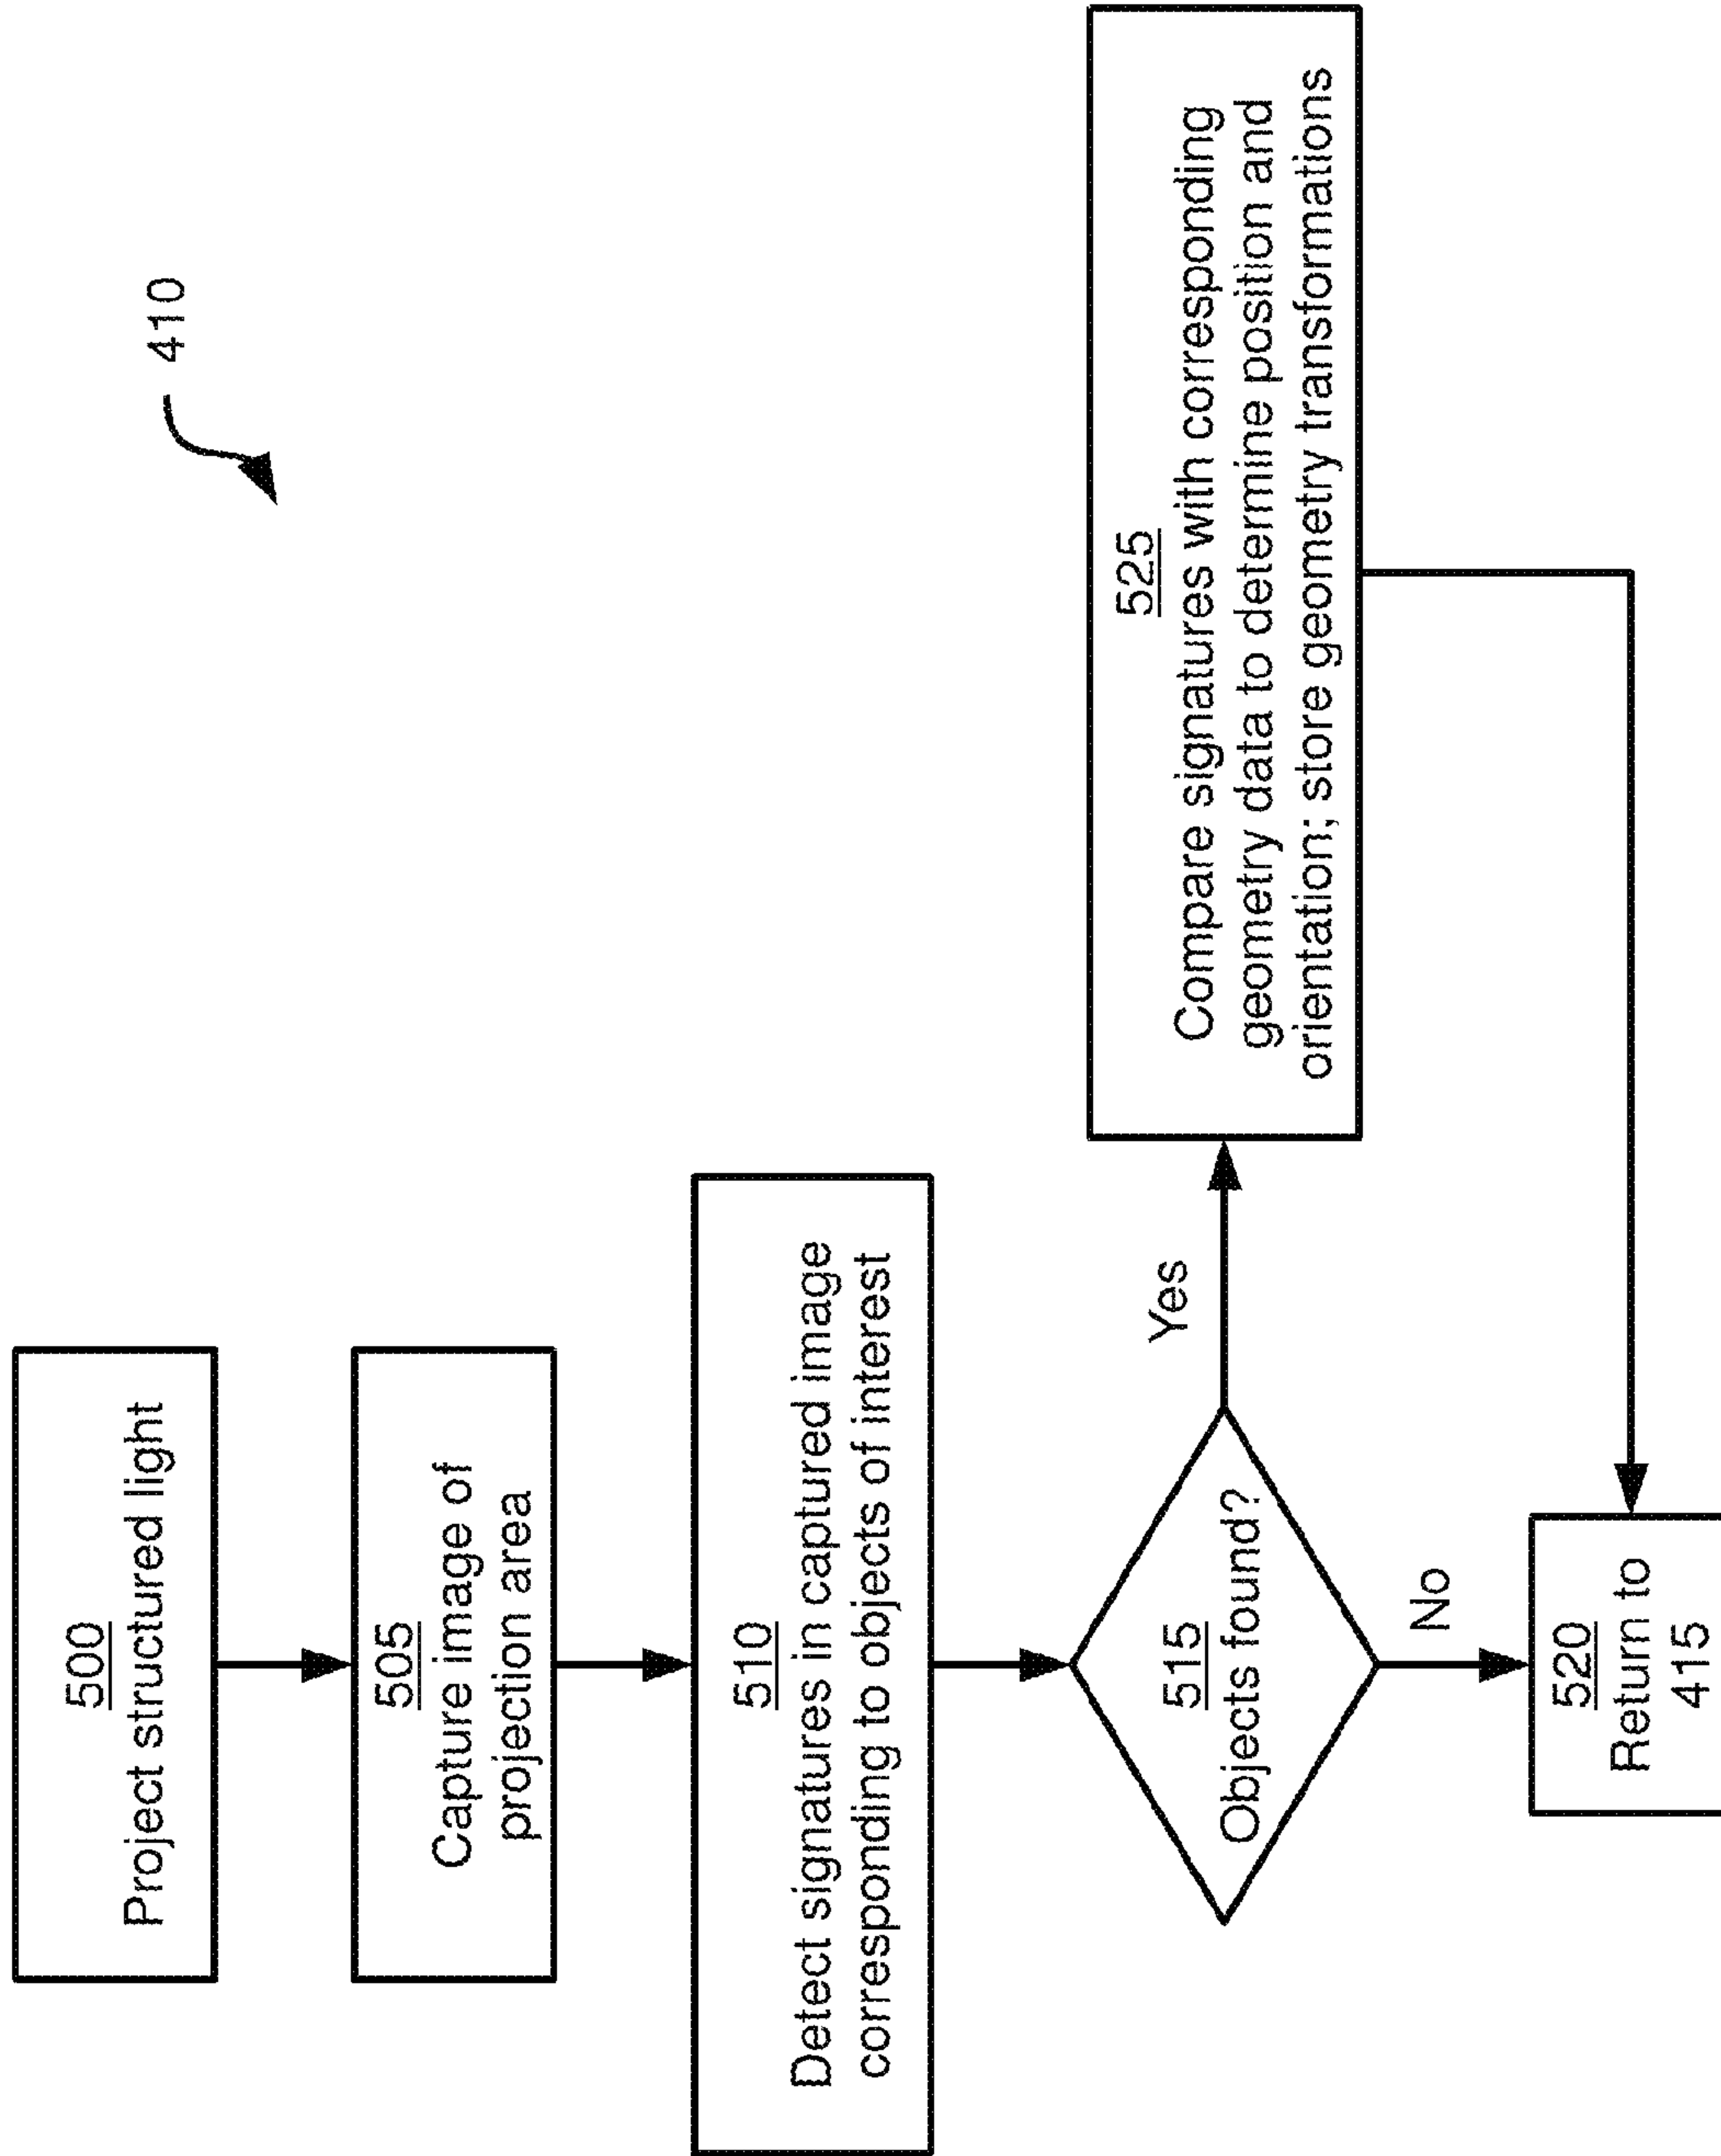 410
500
Project structured light
505
Capture image of
projection area
510
Detect signatures in captured image
corresponding to objects of interest
515
Objects found?
Yes
525
Compare signatures with corresponding
geometry data to determine position and
orientation; store geometry transformations
No
520
Return to
415